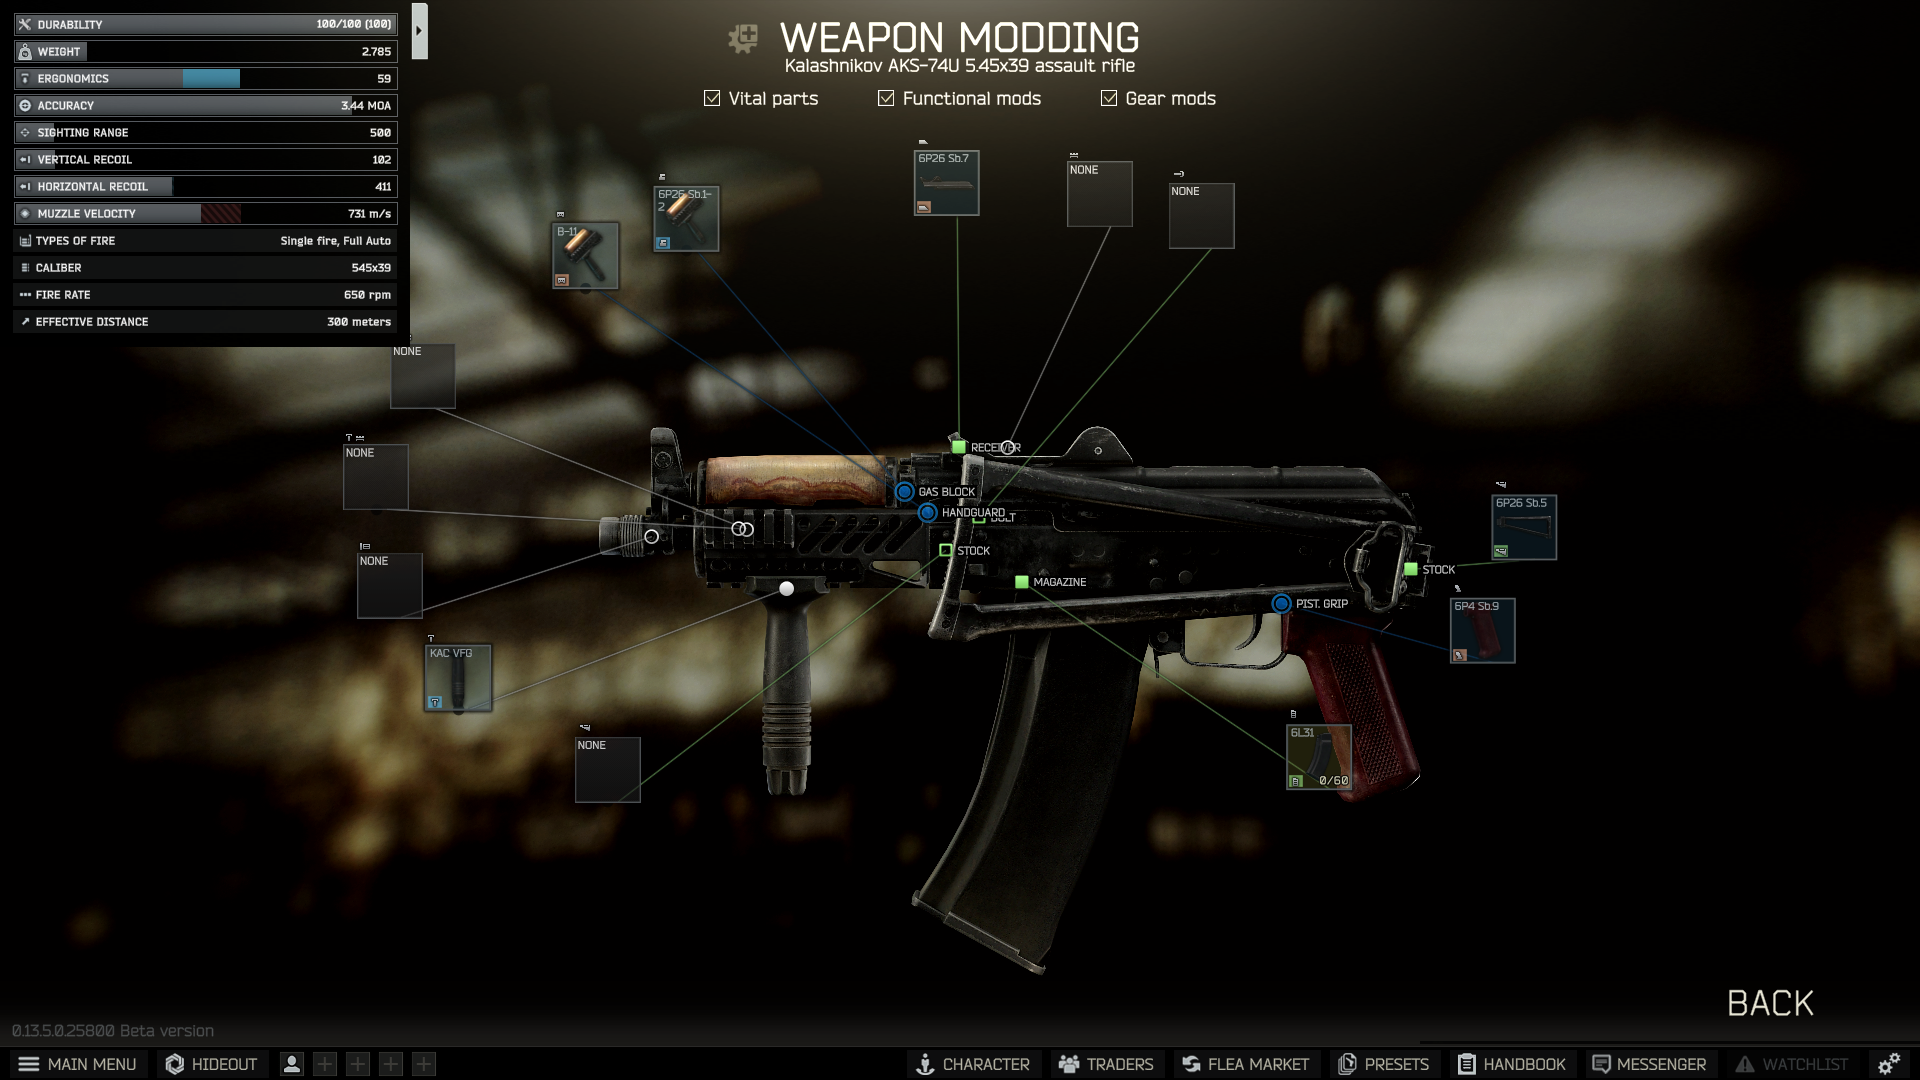 WEAPON MODDING
Kalashnikov AKS-74U 5.45x39 assault rifle
Vital parts
Functional mods
Gear mods
DURABILITY 100/100 (100)
WEIGHT 2.785
ERGONOMICS 59
ACCURACY 3.44 MOA
SIGHTING RANGE 500
VERTICAL RECOIL 102
HORIZONTAL RECOIL 411
MUZZLE VELOCITY 731 m/s
TYPES OF FIRE Single fire, Full Auto
CALIBER 545x39
FIRE RATE 650 rpm
EFFECTIVE DISTANCE 300 meters
6P26 Sb.7
NONE
NONE
6P26 Sb.1-
2
B-11
NONE
NONE
NONE
KAC VFG
NONE
RECEIVER
GAS BLOCK
HANDGUARD
BOLT
STOCK
MAGAZINE
PIST. GRIP
STOCK
6P26 Sb.5
6P4 Sb.9
6L31
0/60
BACK
0.13.5.0.25800 Beta version
MAIN MENU
HIDEOUT
CHARACTER
TRADERS
FLEA MARKET
PRESETS
HANDBOOK
MESSENGER
WATCHLIST